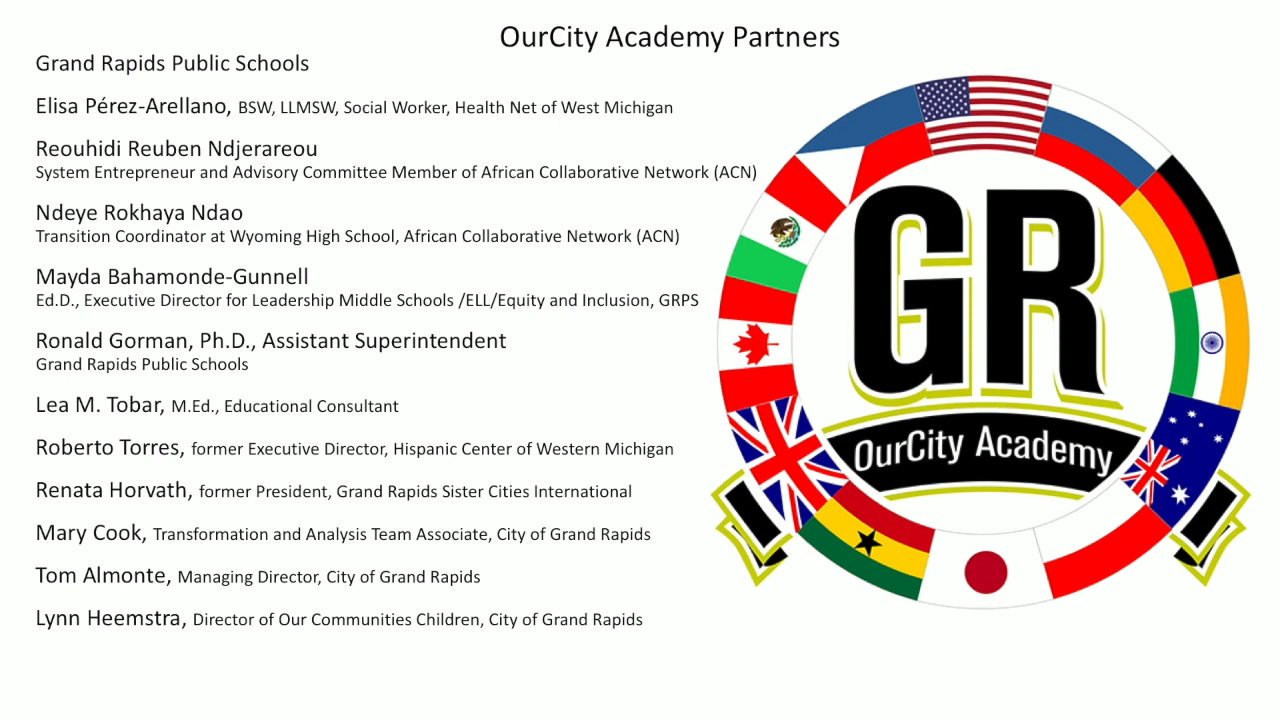 OurCity Academy Partners
Grand Rapids Public Schools
Elisa Pérez-Arellano, BSW, LLMSW, Social Worker, Health Net of West Michigan
Reouhidi Reuben Ndjerareou
System Entrepreneur and Advisory Committee Member of African Collaborative Network (ACN)
Ndeye Rokhaya Ndao
Transition Coordinator at Wyoming High School, African Collaborative Network (ACN)
Mayda Bahamonde-Gunnell
Ed.D., Executive Director for Leadership Middle Schools /ELL/Equity and Inclusion, GRPS
Ronald Gorman, Ph.D., Assistant Superintendent
Grand Rapids Public Schools
Lea M. Tobar, M.Ed., Educational Consultant
Roberto Torres, former Executive Director, Hispanic Center of Western Michigan
Renata Horvath, former President, Grand Rapids Sister Cities International
Mary Cook, Transformation and Analysis Team Associate, City of Grand Rapids
Tom Almonte, Managing Director, City of Grand Rapids
Lynn Heemstra, Director of Our Communities Children, City of Grand Rapids
GR
OurCity Academy